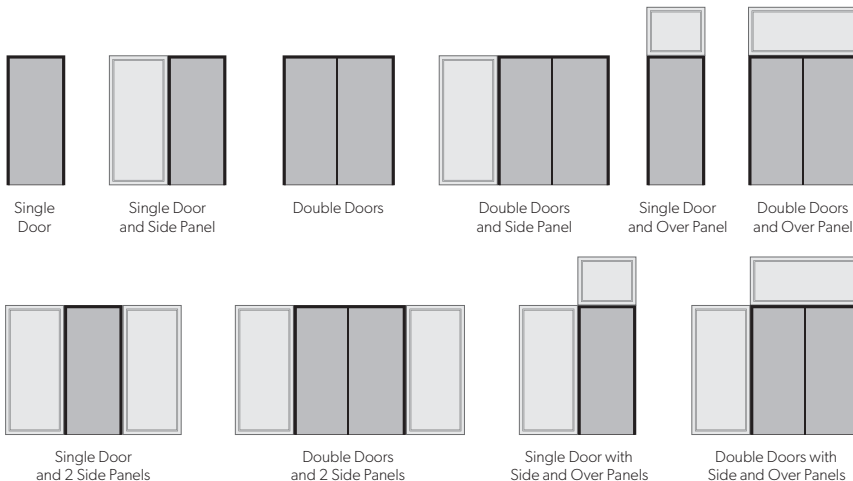 Single
Door
Single Door
and Side Panel
Double Doors
Double Doors
and Side Panel
Single Door
and Over Panel
Double Doors
and Over Panel
Single Door
and 2 Side Panels
Double Doors
and 2 Side Panels
Single Door with
Side and Over Panels
Double Doors with
Side and Over Panels